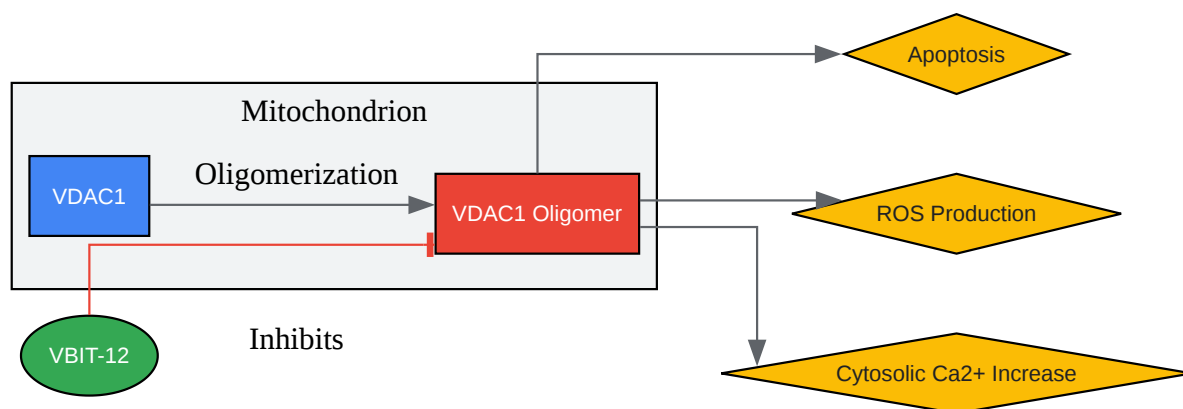 Apoptosis
Mitochondrion
Oligomerization
VDAC1
VDAC1 Oligomer
ROS Production
Inhibits
VBIT-12
Cytosolic Ca2+ Increase